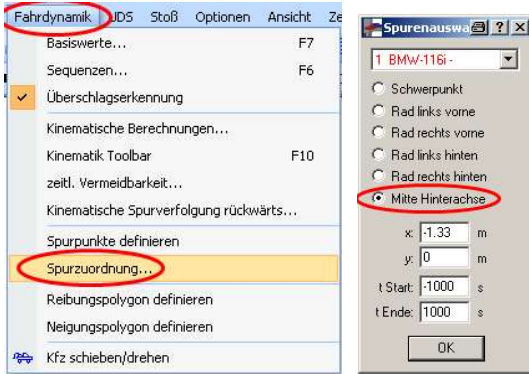 Fahrdynamik UDS Stoß Optionen Ansicht Ze
Basiswerte... F7
Sequenzen... F6
Überschlagserkennung
Kinematische Berechnungen...
Kinematik Toolbar F10
zeitl. Vermeidbarkeit...
Kinematische Spurverfolgung rückwärts...
Spurpunkte definieren
Spurzuordnung...
Reibungspolygon definieren
Neigungspolygon definieren
Kfz schieben/drehen
Spurenauswa
1 BMW-116i -
Schwerpunkt
Rad links vorne
Rad rechts vorne
Rad links hinten
Rad rechts hinten
Mitte Hinterachse
x: -1.33 m
y: 0 m
t Start: -1000 s
t Ende: 1000 s
OK